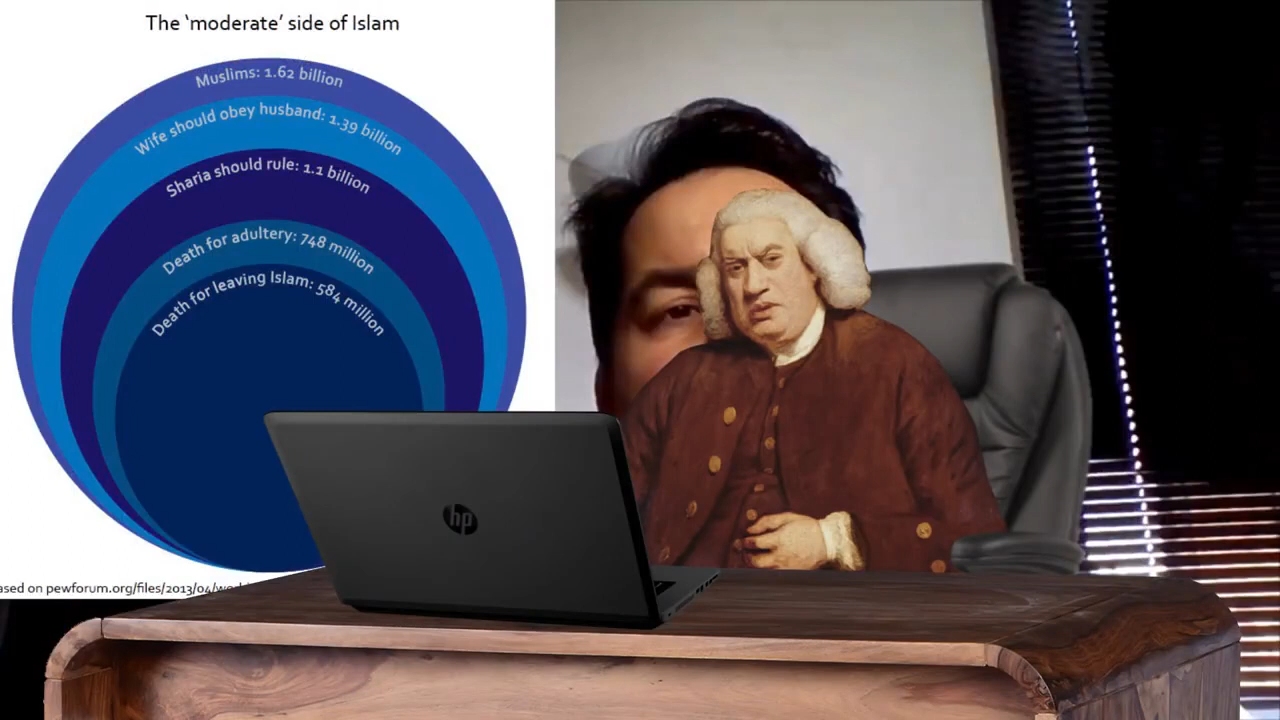 The 'moderate' side of Islam
Muslims: 1.62 billion
Wife should obey husband: 1.39 billion
Sharia should rule: 1.1 billion
Death for adultery: 748 million
Death for leaving Islam: 584 million
on pewforum.org/files/2013/04/
hp